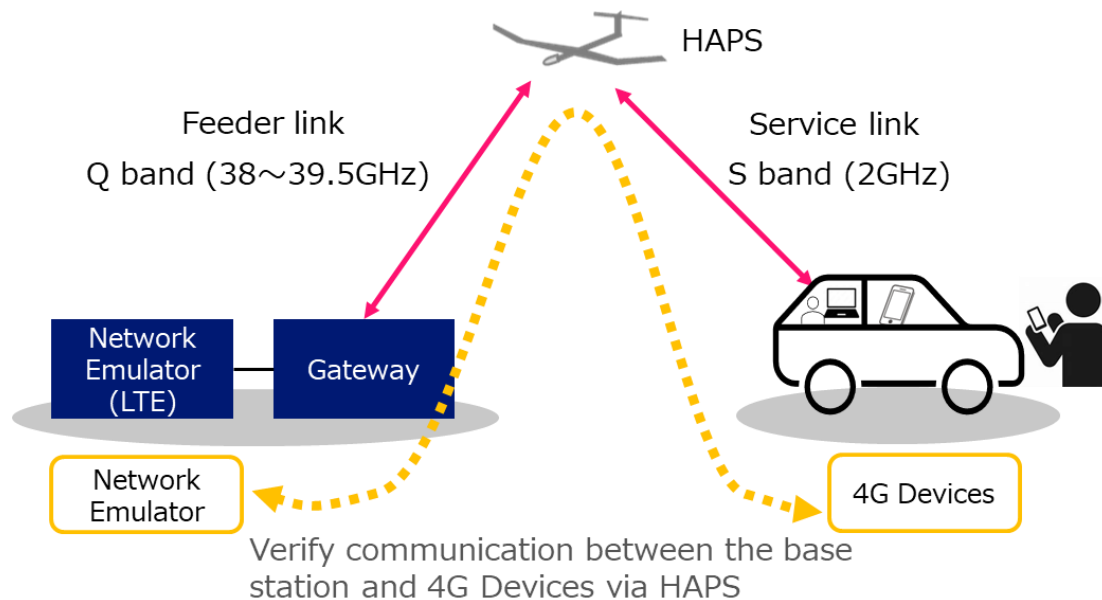 HAPS
Feeder link
Q band (38～39.5GHz)
Service link
S band (2GHz)
Network
Emulator
(LTE)
Gateway
Network
Emulator
4G Devices
Verify communication between the base
station and 4G Devices via HAPS